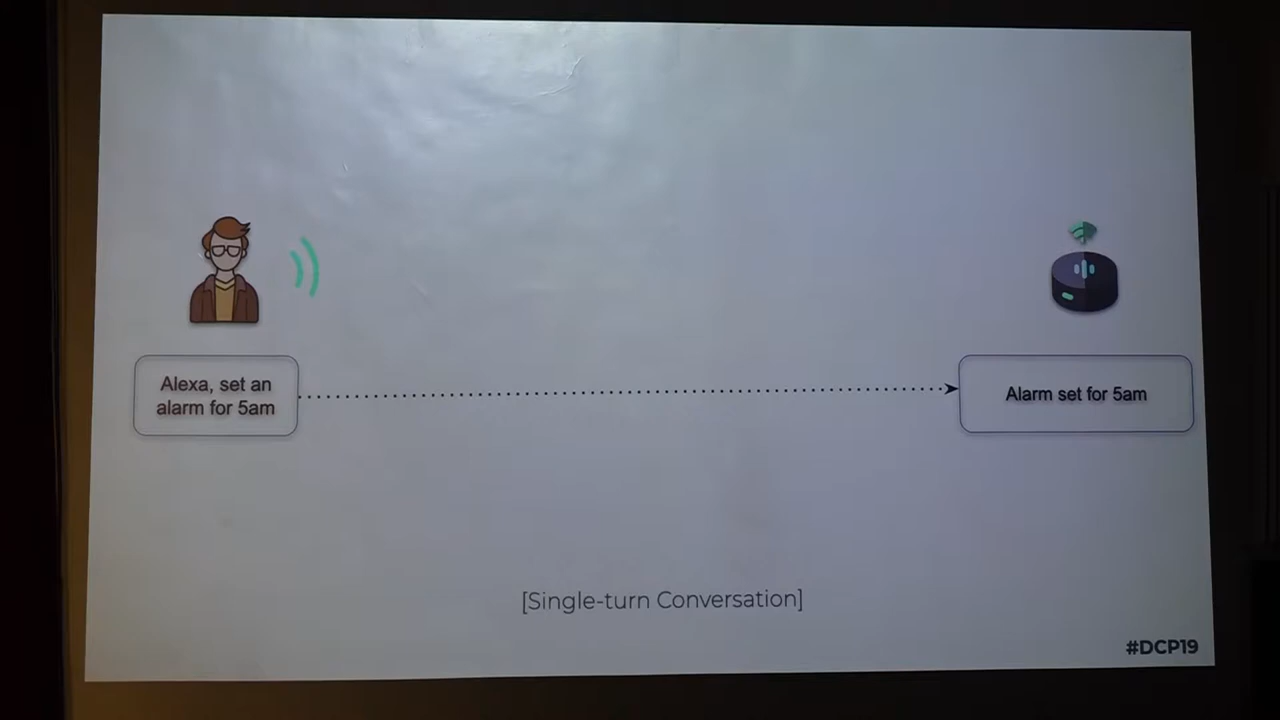 Alexa, set an
alarm for 5am
Alarm set for 5am
[Single-turn Conversation]
#DCP19